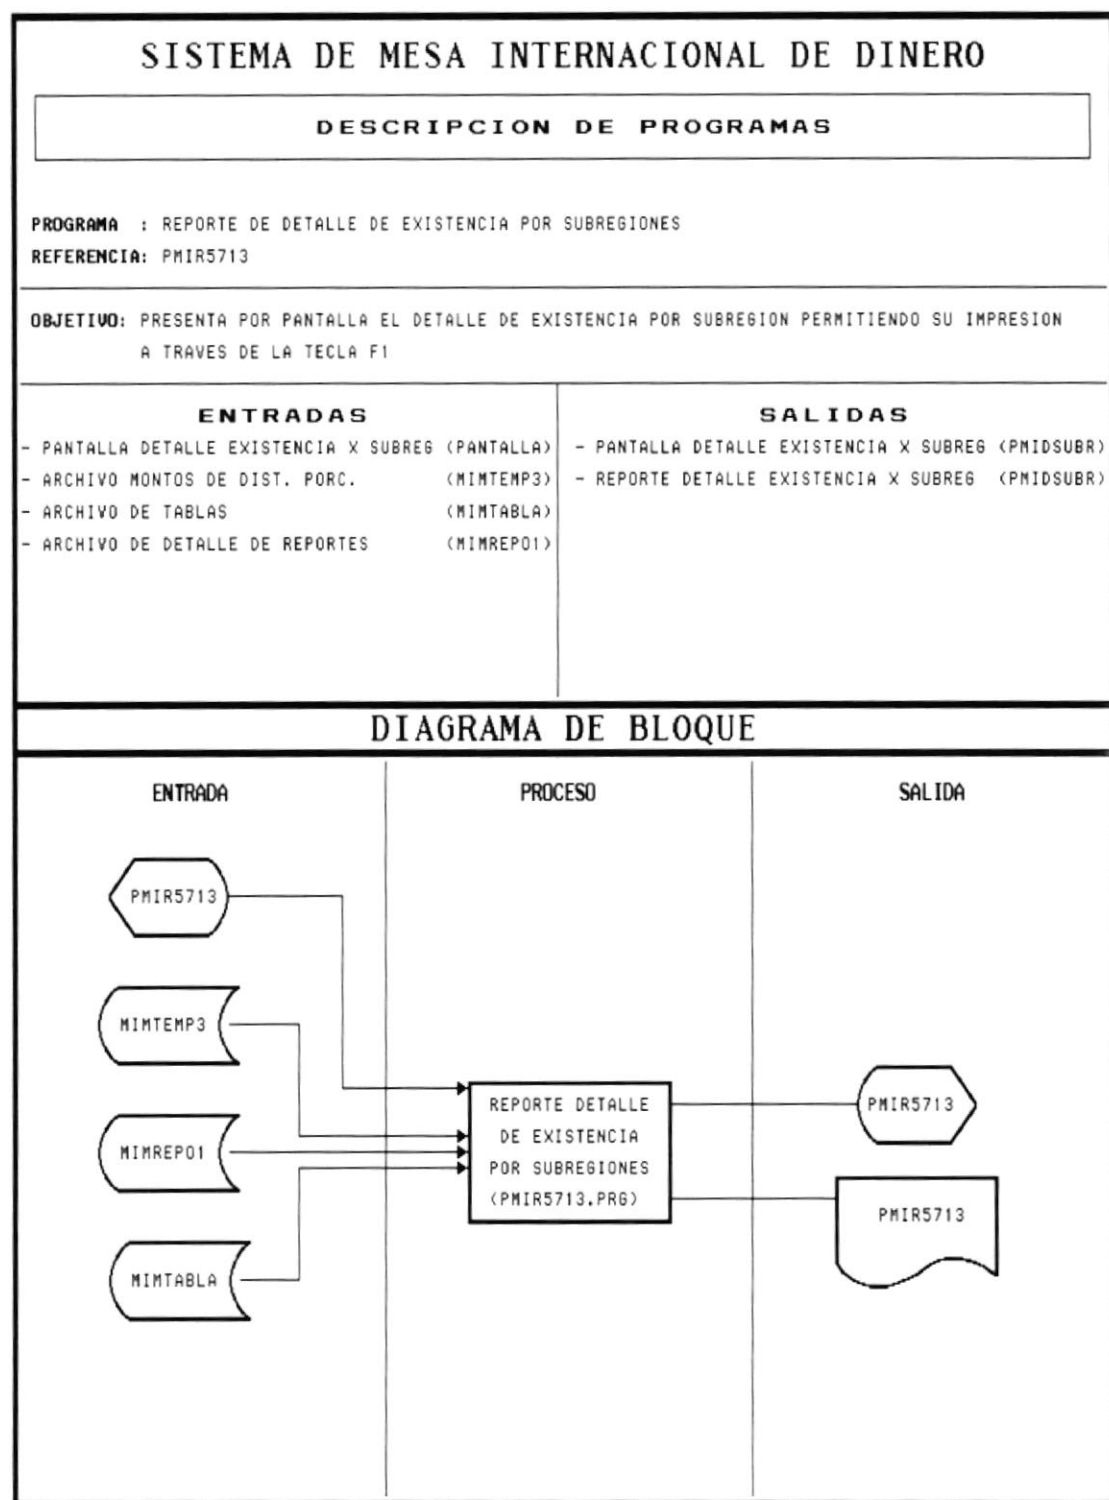 SISTEMA DE MESA INTERNACIONAL DE DINERO
DESCRIPCION DE PROGRAMAS
PROGRAMA : REPORTE DE DETALLE DE EXISTENCIA POR SUBREGIONES
REFERENCIA: PMIR5713
OBJETIVO: PRESENTA POR PANTALLA EL DETALLE DE EXISTENCIA POR SUBREGION PERMITIENDO SU IMPRESION
A TRAVES DE LA TECLA F1
ENTRADAS
- PANTALLA DETALLE EXISTENCIA X SUBREG (PANTALLA)
- ARCHIVO MONTOS DE DIST. PORC. (MIMTEMP3)
- ARCHIVO DE TABLAS (MIMTABLA)
- ARCHIVO DE DETALLE DE REPORTES (MIMREPO1)
SALIDAS
- PANTALLA DETALLE EXISTENCIA X SUBREG (PMIDSUBR)
- REPORTE DETALLE EXISTENCIA X SUBREG (PMIDSUBR)
DIAGRAMA DE BLOQUE
ENTRADA
PMIR5713
MIMTEMP3
MIMREPO1
MIMTABLA
PROCESO
REPORTE DETALLE
DE EXISTENCIA
POR SUBREGIONES
(PMIR5713.PRG)
SALIDA
PMIR5713
PMIR5713